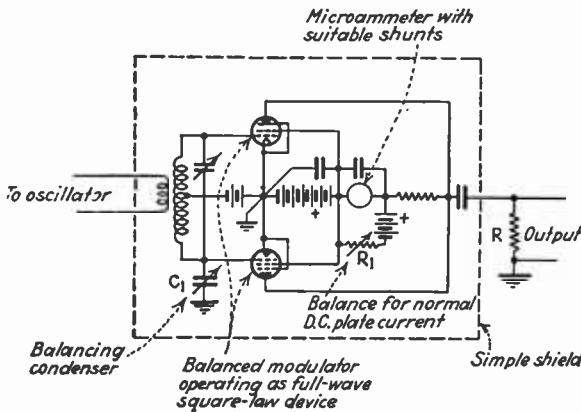 Microammeter with
suitable shunts
To oscillator
+
+
R1
C1
R
Output
Balance for normal
D.C. plate current
Balancing
condenser
Balanced modulator
operating as full-wave
square-law device
Simple shield